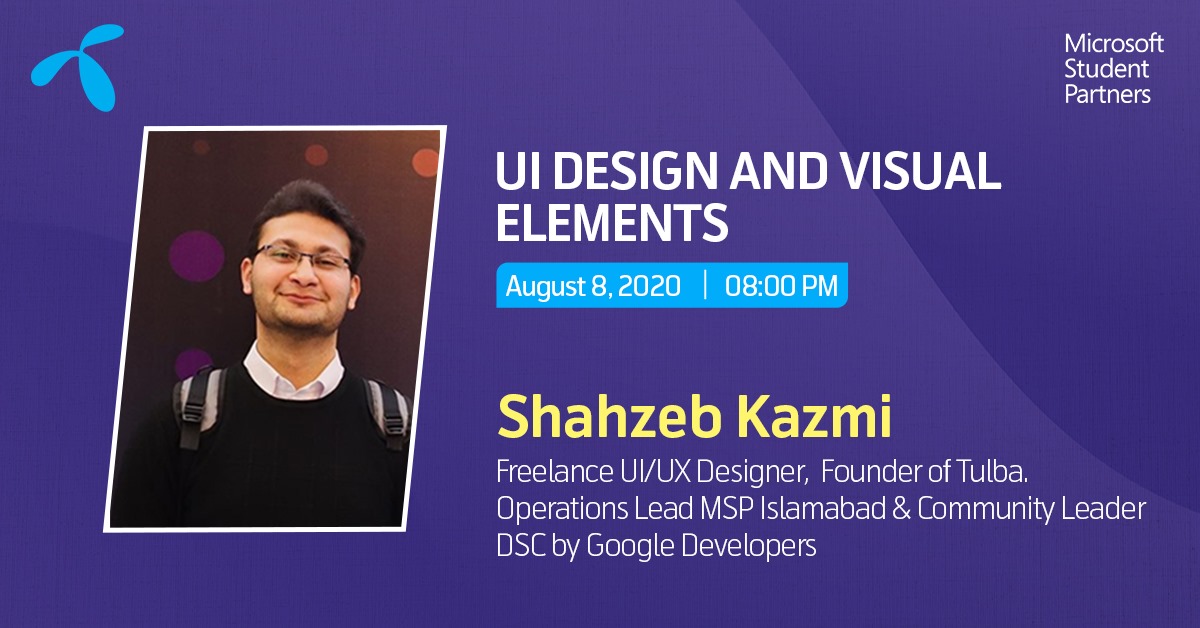 Microsoft
Student
Partners
UI DESIGN AND VISUAL
ELEMENTS
August 8, 2020 | 08:00 PM
Shahzeb Kazmi
Freelance UI/UX Designer, Founder of Tulba.
Operations Lead MSP Islamabad & Community Leader
DSC by Google Developers